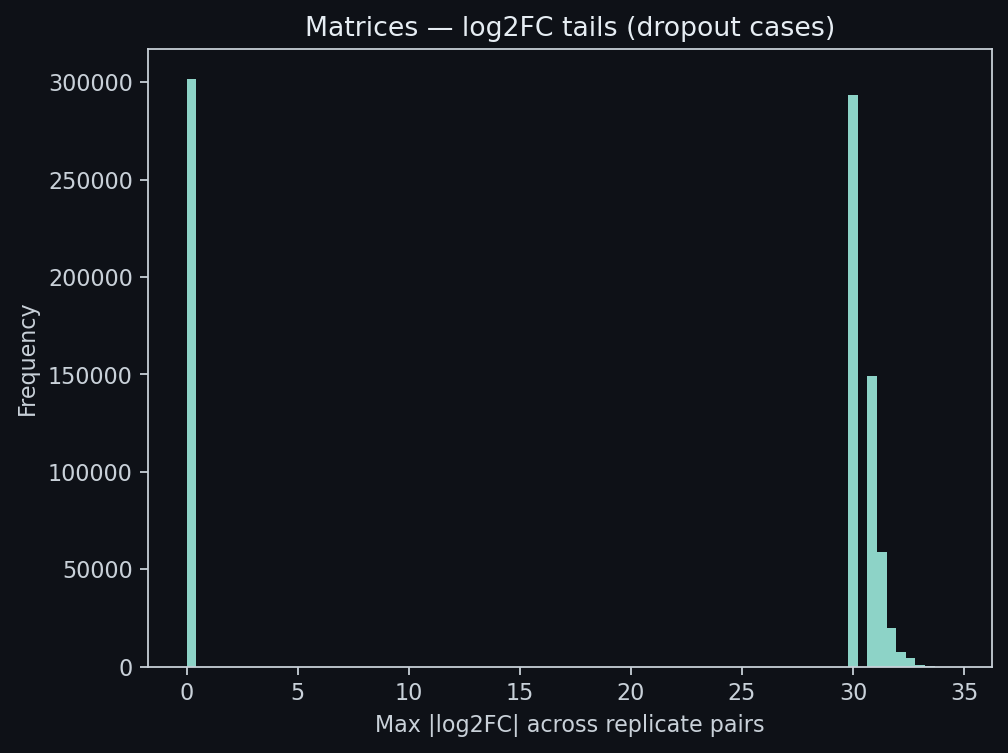 Matrices — log2FC tails (dropout cases)
Frequency
300000
250000
200000
150000
100000
50000
0
0 5 10 15 20 25 30 35
Max |log2FC| across replicate pairs